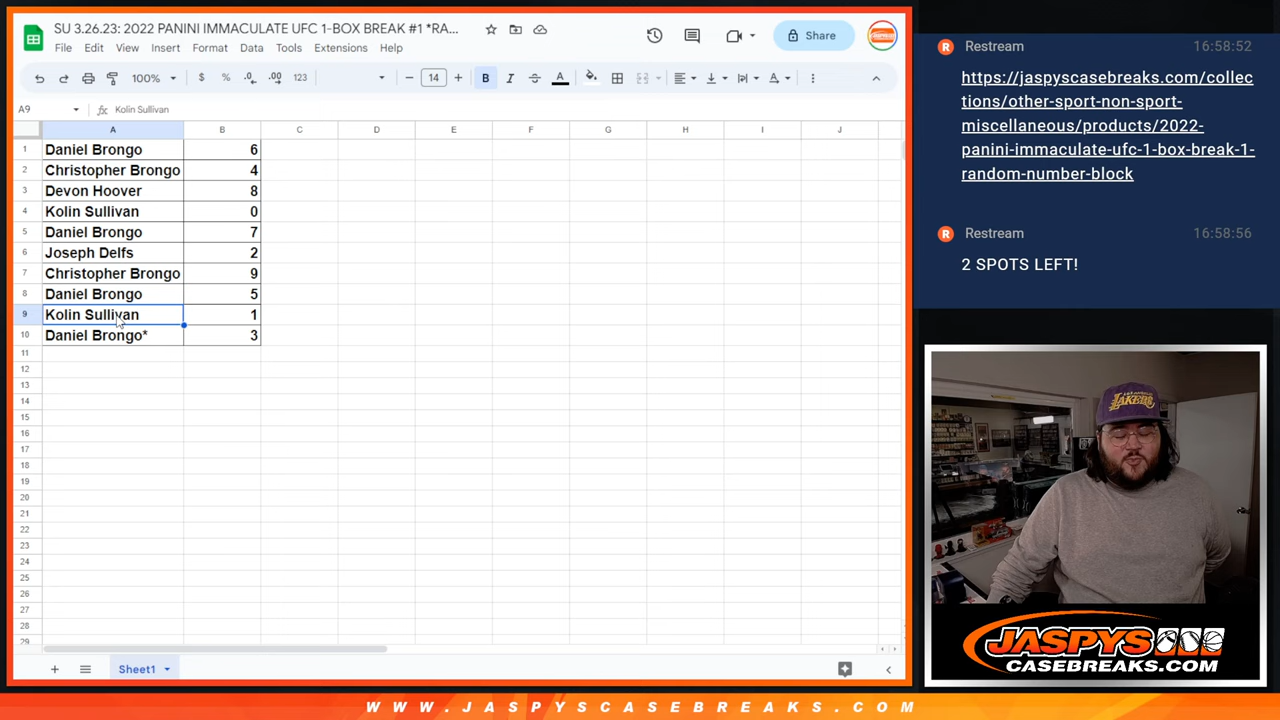 SU 3.26.23: 2022 PANINI IMMACULATE UFC 1-BOX BREAK #1 *RA...
File Edit View Insert Format Data Tools Extensions Help
Share
100% $ % .0 .00 123 14 B I A
A9 fx Kolin Sullivan
A B C D E F G H I J
1 Daniel Brongo 6
2 Christopher Brongo 4
3 Devon Hoover 8
4 Kolin Sullivan 0
5 Daniel Brongo 7
6 Joseph Delfs 2
7 Christopher Brongo 9
8 Daniel Brongo 5
9 Kolin Sullivan 1
10 Daniel Brongo* 3
11
12
13
14
15
16
17
18
19
20
21
22
23
24
25
26
27
28
29
Sheet1
Restream 16:58:52
https://jaspyscasebreaks.com/collec
tions/other-sport-non-sport-
miscellaneous/products/2022-
panini-immaculate-ufc-1-box-break-1-
random-number-block
Restream 16:58:56
2 SPOTS LEFT!
LAKERS
JASPYS
CASEBREAKS.COM
WWW.JASPYSCASEBREAKS.COM